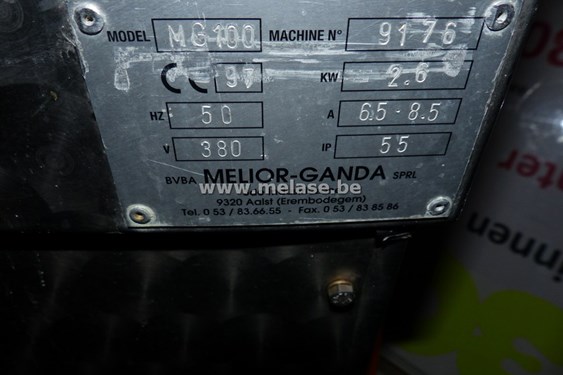 MODEL MG100 MACHINE N° 9176
CE 97 KW 2.6
HZ 50 A 6.5 - 8.5
V 380 IP 55
BVBA MELIOR-GANDA SPRL
www.melase.be
9320 Aalst (Erembodegem)
Tel. 0 53 / 83.66.55 - Fax. 0 53 / 83 85 86
innen